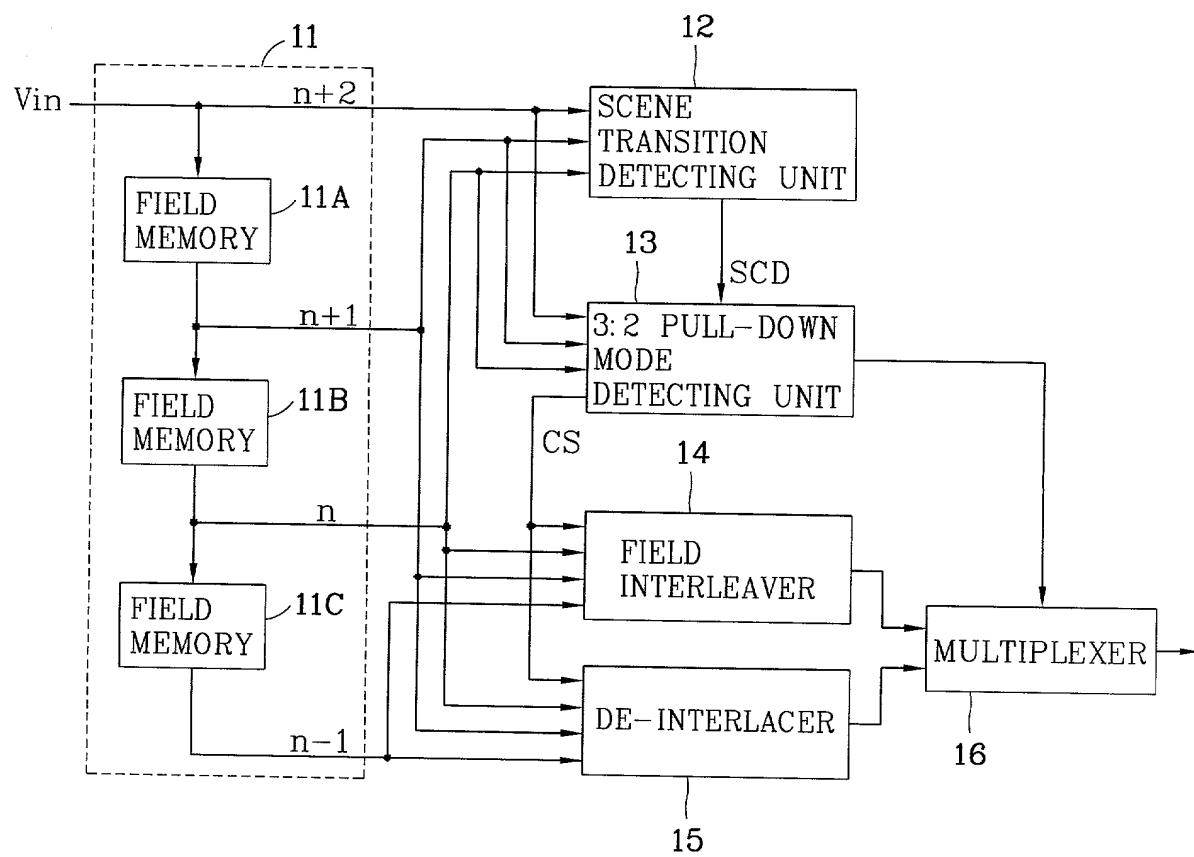 11
12
Vin
n+2
SCENE
TRANSITION
DETECTING UNIT
FIELD
MEMORY
11A
13
SCD
n+1
3:2 PULL-DOWN
MODE
DETECTING UNIT
FIELD
MEMORY
11B
CS
14
n
FIELD
INTERLEAVER
FIELD
MEMORY
11C
MULTIPLEXER
16
DE-INTERLACER
n-1
15